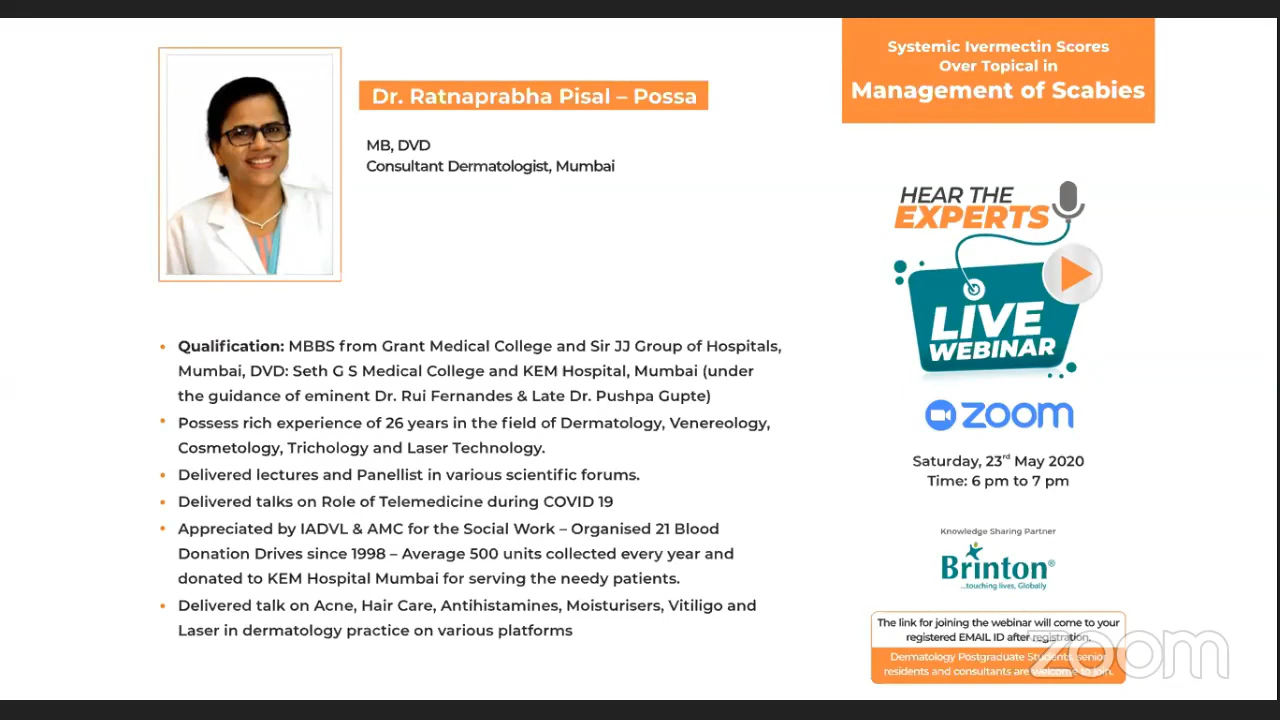 Dr. Ratnaprabha Pisal – Possa
MB, DVD
Consultant Dermatologist, Mumbai
• Qualification: MBBS from Grant Medical College and Sir JJ Group of Hospitals,
Mumbai, DVD: Seth G S Medical College and KEM Hospital, Mumbai (under
the guidance of eminent Dr. Rui Fernandes & Late Dr. Pushpa Gupte)
• Possess rich experience of 26 years in the field of Dermatology, Venereology,
Cosmetology, Trichology and Laser Technology.
• Delivered lectures and Panellist in various scientific forums.
• Delivered talks on Role of Telemedicine during COVID 19
• Appreciated by IADVL & AMC for the Social Work – Organised 21 Blood
Donation Drives since 1998 – Average 500 units collected every year and
donated to KEM Hospital Mumbai for serving the needy patients.
• Delivered talk on Acne, Hair Care, Antihistamines, Moisturisers, Vitiligo and
Laser in dermatology practice on various platforms
Systemic Ivermectin Scores
Over Topical in
Management of Scabies
HEAR THE
EXPERTS
LIVE
WEBINAR
zoom
Saturday, 23rd May 2020
Time: 6 pm to 7 pm
Knowledge Sharing Partner
Brinton®
...touching lives, Globally
The link for joining the webinar will come to your
registered EMAIL ID after registration.
Dermatology Postgraduate Students, senior
residents and consultants are welcome to join.
zoom